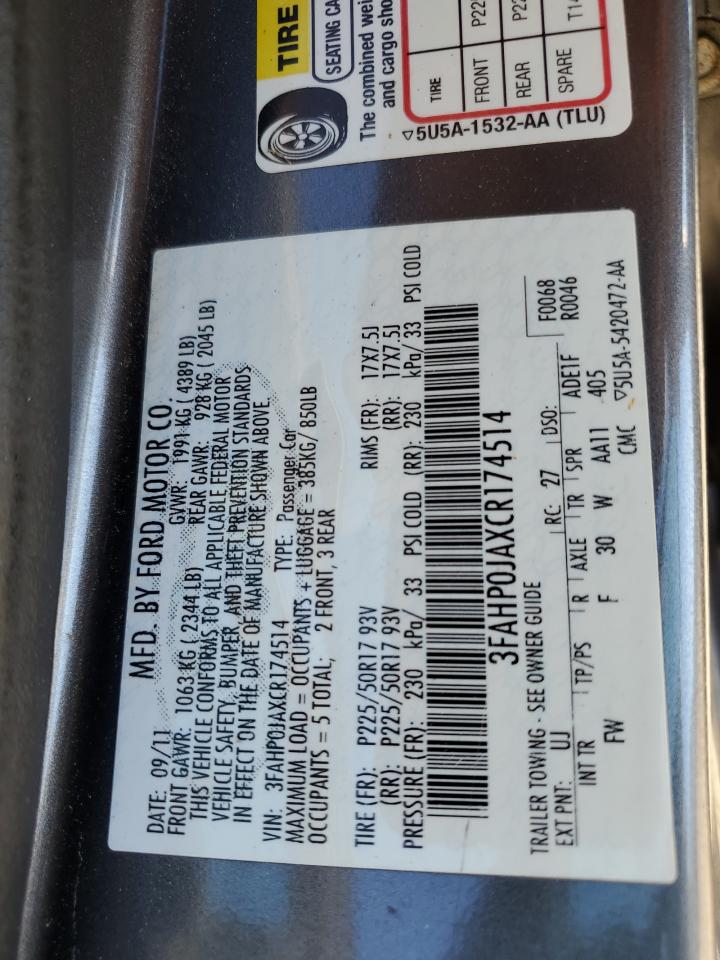 TIRE
SEATING CA
The combined wei
and cargo sho
TIRE
FRONT P22
REAR P22
SPARE T14
▽5U5A-1532-AA (TLU)
MFD. BY FORD MOTOR CO.
DATE: 09/11 GVWR: 1991 KG ( 4389 LB)
FRONT GAWR: 1063 KG ( 2344 LB) REAR GAWR: 928 KG ( 2045 LB)
THIS VEHICLE CONFORMS TO ALL APPLICABLE FEDERAL MOTOR
VEHICLE SAFETY, BUMPER, AND THEFT PREVENTION STANDARDS
IN EFFECT ON THE DATE OF MANUFACTURE SHOWN ABOVE.
VIN: 3FAHP0JAXCR174514 TYPE: Passenger Car
MAXIMUM LOAD = OCCUPANTS + LUGGAGE = 385KG/ 850LB
OCCUPANTS = 5 TOTAL; 2 FRONT, 3 REAR
TIRE (FR): P225/50R17 93V RIMS (FR): 17X7.5J
(RR): P225/50R17 93V (RR): 17X7.5J
PRESSURE (FR): 230 kPa/ 33 PSI COLD (RR): 230 kPa/ 33 PSI COLD
3FAHP0JAXCR174514
TRAILER TOWING - SEE OWNER GUIDE F0068
EXT PNT: UJ RC: 27 DSO: R0046
INT TR TP/PS R AXLE TR SPR ADE1F
FW F 30 W AA11 405
CMC ▽5U5A-5420472-AA